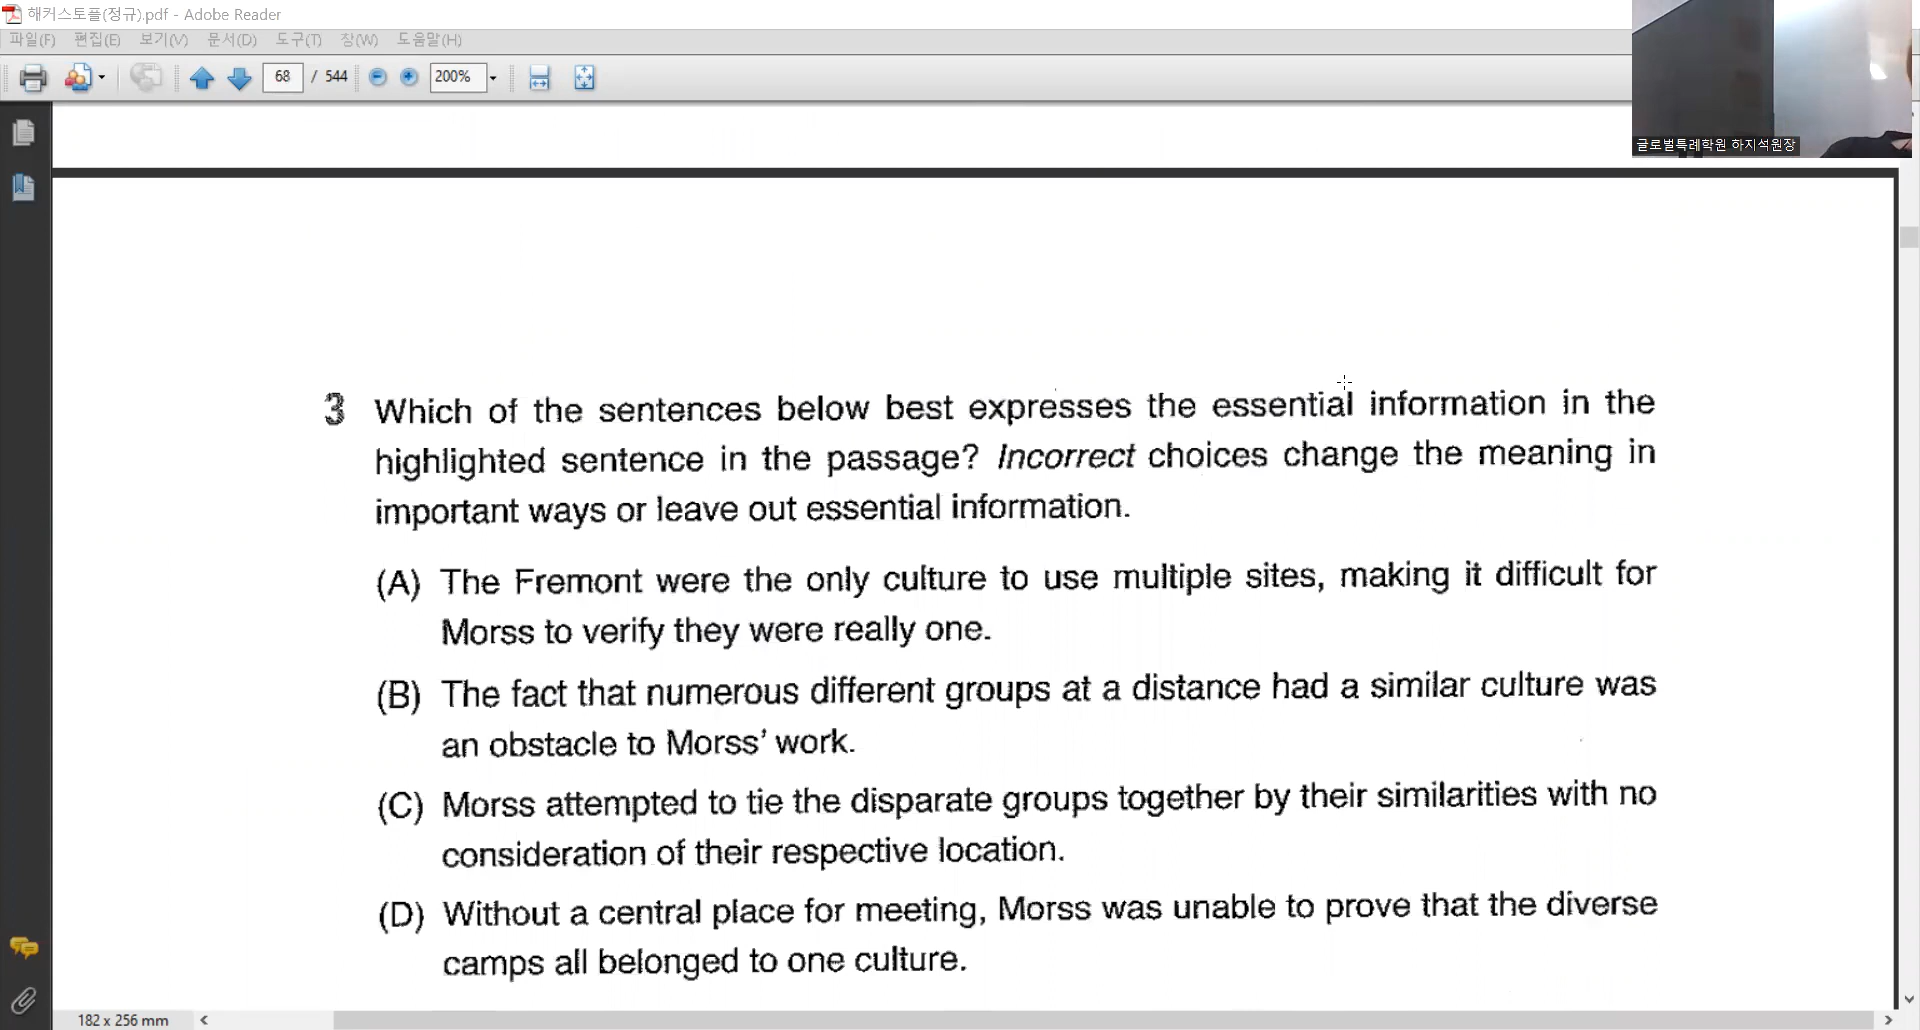 해커스토플(정규).pdf - Adobe Reader
파일(F) 편집(E) 보기(V) 문서(D) 도구(T) 창(W) 도움말(H)
68 / 544 200%
글로벌특례학원 하지석원장
3 Which of the sentences below best expresses the essential information in the
highlighted sentence in the passage? Incorrect choices change the meaning in
important ways or leave out essential information.
(A) The Fremont were the only culture to use multiple sites, making it difficult for
Morss to verify they were really one.
(B) The fact that numerous different groups at a distance had a similar culture was
an obstacle to Morss' work.
(C) Morss attempted to tie the disparate groups together by their similarities with no
consideration of their respective location.
(D) Without a central place for meeting, Morss was unable to prove that the diverse
camps all belonged to one culture.
182 x 256 mm